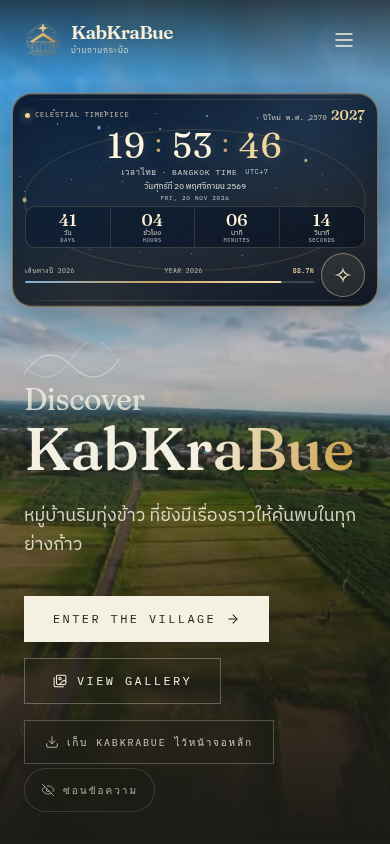 KabKraBue
บ้านกาบกระบือ
CELESTIAL TIMEPIECE
ปีใหม่ พ.ศ. 2570 2027
19 : 53 : 46
เวลาไทย · BANGKOK TIME UTC+7
วันศุกร์ที่ 20 พฤศจิกายน 2569
FRI, 20 NOV 2026
41 04 06 14
วัน ชั่วโมง นาที วินาที
DAYS HOURS MINUTES SECONDS
เส้นทางปี 2026 YEAR 2026 88.7%
Discover
KabKraBue
หมู่บ้านริมทุ่งข้าว ที่ยังมีเรื่องราวให้ค้นพบในทุก
ย่างก้าว
ENTER THE VILLAGE
VIEW GALLERY
เก็บ KABKRABUE ไว้หน้าจอหลัก
ซ่อนข้อความ